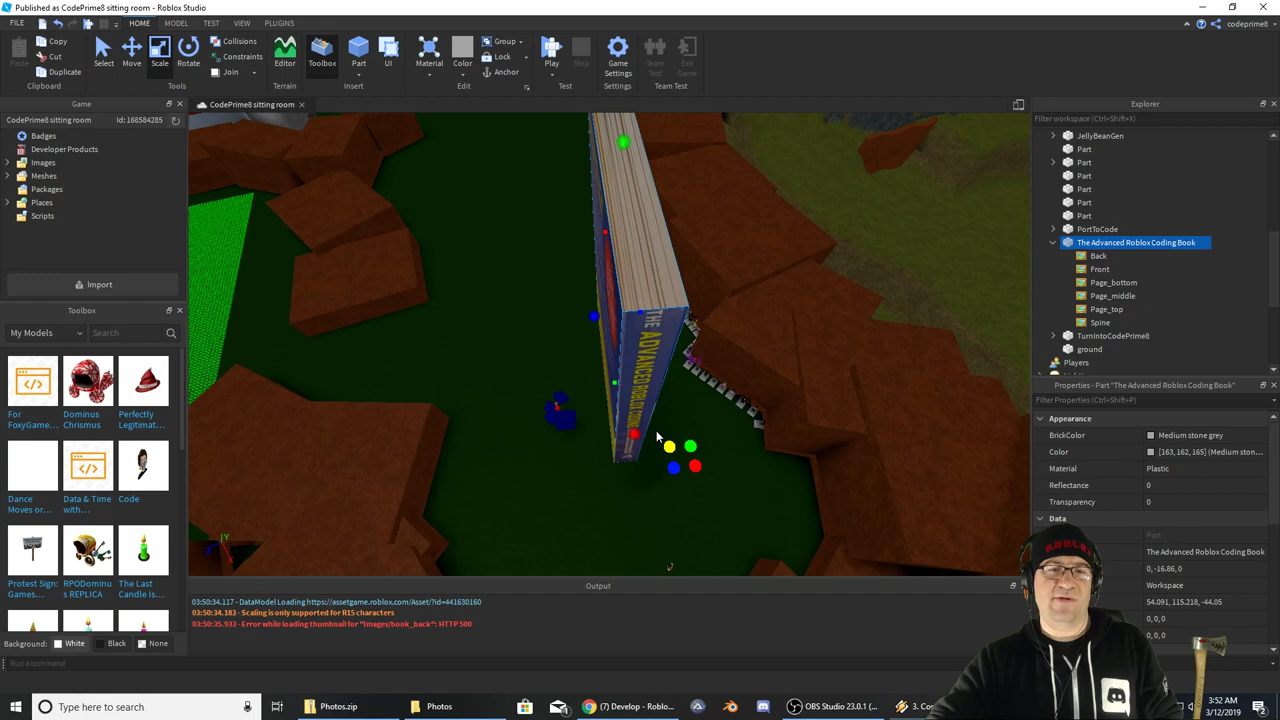 Published as CodePrime8 sitting room - Roblox Studio
FILE HOME MODEL TEST VIEW PLUGINS codeprime8
Paste Copy Cut Duplicate Clipboard
Select Move Scale Rotate Collisions Constraints Join Tools
Editor Terrain
Toolbox Part UI Insert
Material Color Group Lock Anchor Edit
Play Stop Test
Game Settings Settings
Team Test Exit Game Team Test
Game
CodePrime8 sitting room Id: 168584285
Badges
Developer Products
Images
Meshes
Packages
Places
Scripts
Import
Toolbox
My Models Search
For FoxyGame... Dominus Chrismus Perfectly Legitimat...
Dance Moves or... Data & Time with... Code
Protest Sign: Games... RPODominus REPLICA The Last Candle Is...
Background: White Black None
Run a command
CodePrime8 sitting room
THE ADVANCED ROBLOX CODING
Y
Output
03:50:34.117 - DataModel Loading https://assetgame.roblox.com/Asset/?id=441630160
03:50:34.183 - Scaling is only supported for R15 characters
03:50:35.933 - Error while loading thumbnail for "Images/book_back": HTTP 500
Explorer
Filter workspace (Ctrl+Shift+X)
JellyBeanGen
Part
Part
Part
Part
Part
Part
PortToCode
The Advanced Roblox Coding Book
Back
Front
Page_bottom
Page_middle
Page_top
Spine
TurnIntoCodePrime8
ground
Players
Properties - Part "The Advanced Roblox Coding Book"
Filter Properties (Ctrl+Shift+P)
Appearance
BrickColor Medium stone grey
Color [163, 162, 165] (Medium ston...
Material Plastic
Reflectance 0
Transparency 0
Data
Part
The Advanced Roblox Coding Book
0, -16.86, 0
Workspace
54.091, 115.218, -44.05
0, 0, 0
0, 0, 0
ROBLOX
Type here to search
Photos.zip
Photos
(7) Develop - Roblo...
OBS Studio 23.0.1 (...
3. Co
3:52 AM
3/12/2019